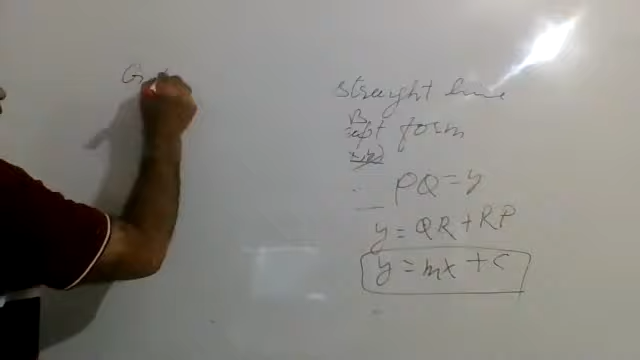 straight line
form
PQ = y
y = QR + RP
y = mx + c